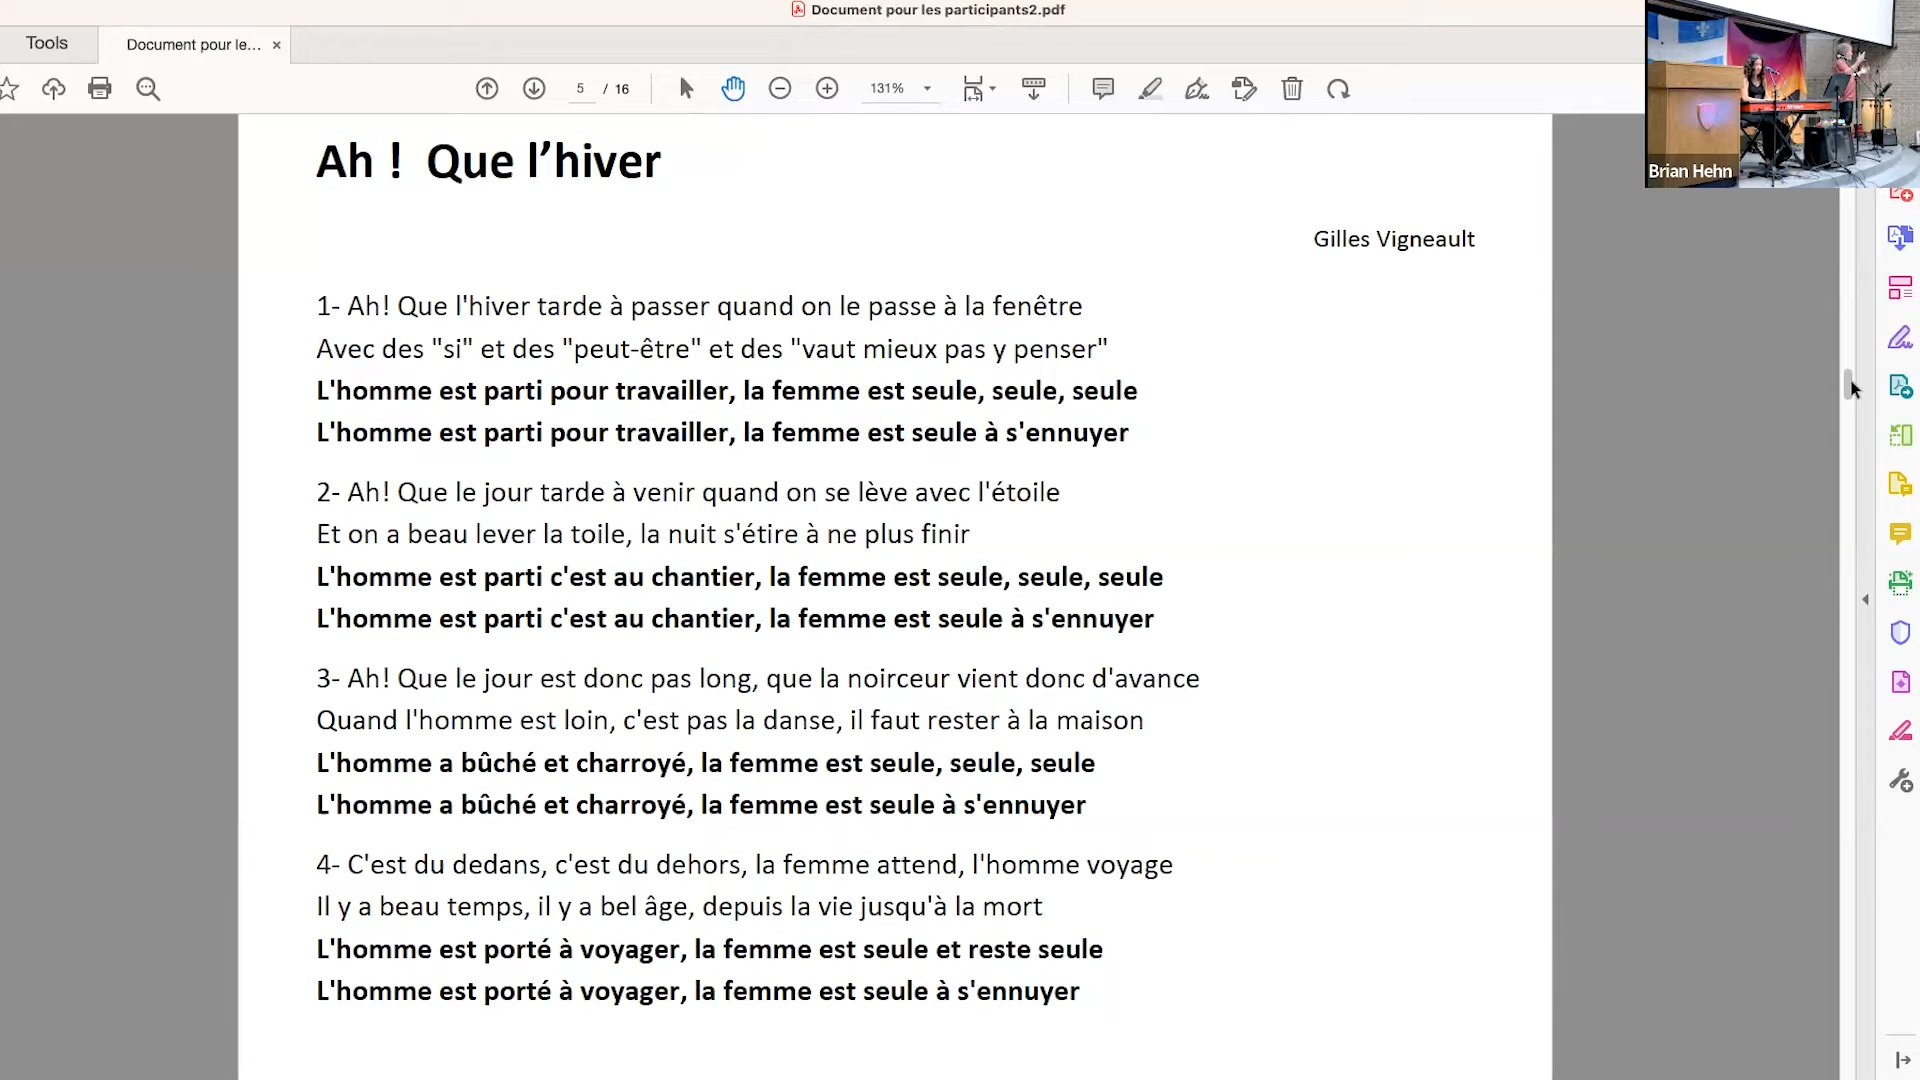 Document pour les participants2.pdf
Tools
Document pour le... ×
5 / 16
131%
Brian Hehn
Ah !  Que l’hiver
Gilles Vigneault
1- Ah! Que l'hiver tarde à passer quand on le passe à la fenêtre
Avec des "si" et des "peut-être" et des "vaut mieux pas y penser"
L'homme est parti pour travailler, la femme est seule, seule, seule
L'homme est parti pour travailler, la femme est seule à s'ennuyer
2- Ah! Que le jour tarde à venir quand on se lève avec l'étoile
Et on a beau lever la toile, la nuit s'étire à ne plus finir
L'homme est parti c'est au chantier, la femme est seule, seule, seule
L'homme est parti c'est au chantier, la femme est seule à s'ennuyer
3- Ah! Que le jour est donc pas long, que la noirceur vient donc d'avance
Quand l'homme est loin, c'est pas la danse, il faut rester à la maison
L'homme a bûché et charroyé, la femme est seule, seule, seule
L'homme a bûché et charroyé, la femme est seule à s'ennuyer
4- C'est du dedans, c'est du dehors, la femme attend, l'homme voyage
Il y a beau temps, il y a bel âge, depuis la vie jusqu'à la mort
L'homme est porté à voyager, la femme est seule et reste seule
L'homme est porté à voyager, la femme est seule à s'ennuyer